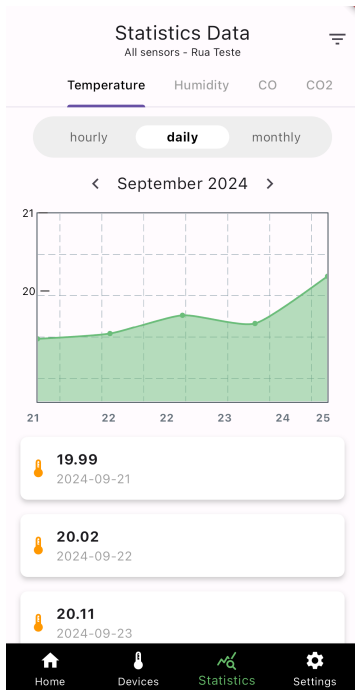 Statistics Data
All sensors - Rua Teste
Temperature Humidity CO CO2
hourly daily monthly
September 2024
21
20
21 22 22 23 24 25
19.99
2024-09-21
20.02
2024-09-22
20.11
2024-09-23
Home Devices Statistics Settings